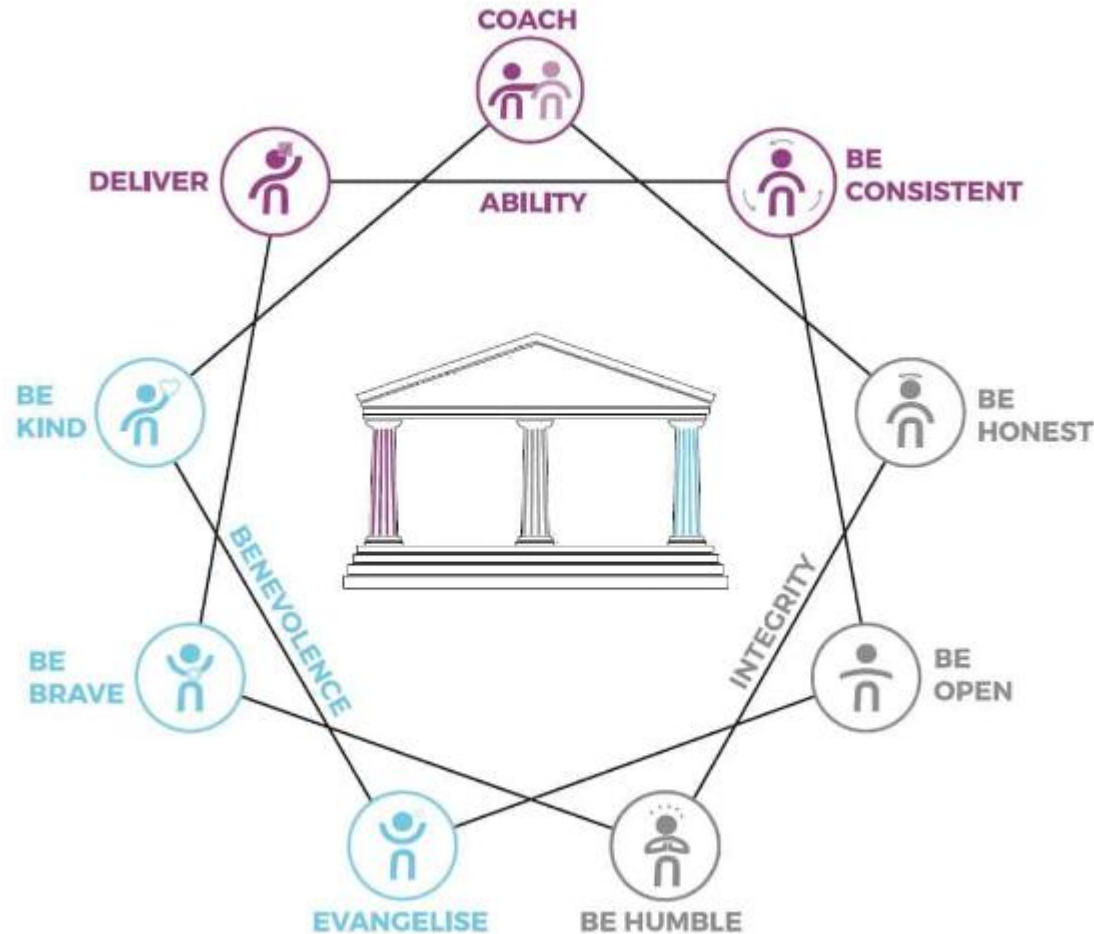 COACH
DELIVER
BE
CONSISTENT
ABILITY
BE
KIND
BE
HONEST
BENEVOLENCE
INTEGRITY
BE
BRAVE
BE
OPEN
EVANGELISE
BE HUMBLE